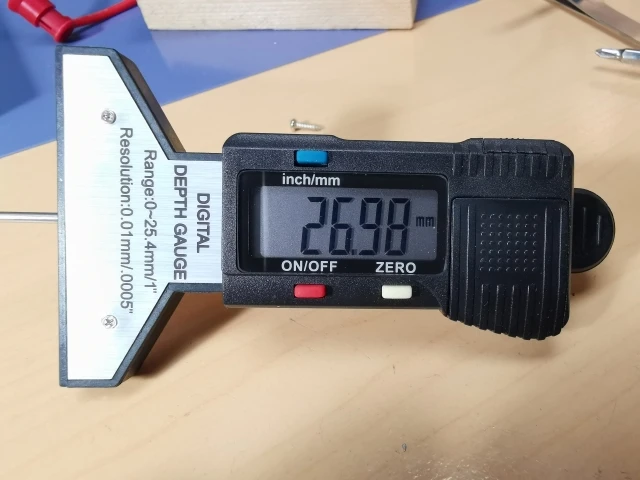 DIGITAL
DEPTH GAUGE
Range:0~25.4mm/1"
Resolution:0.01mm/.0005"
inch/mm
26.98 mm
ON/OFF ZERO